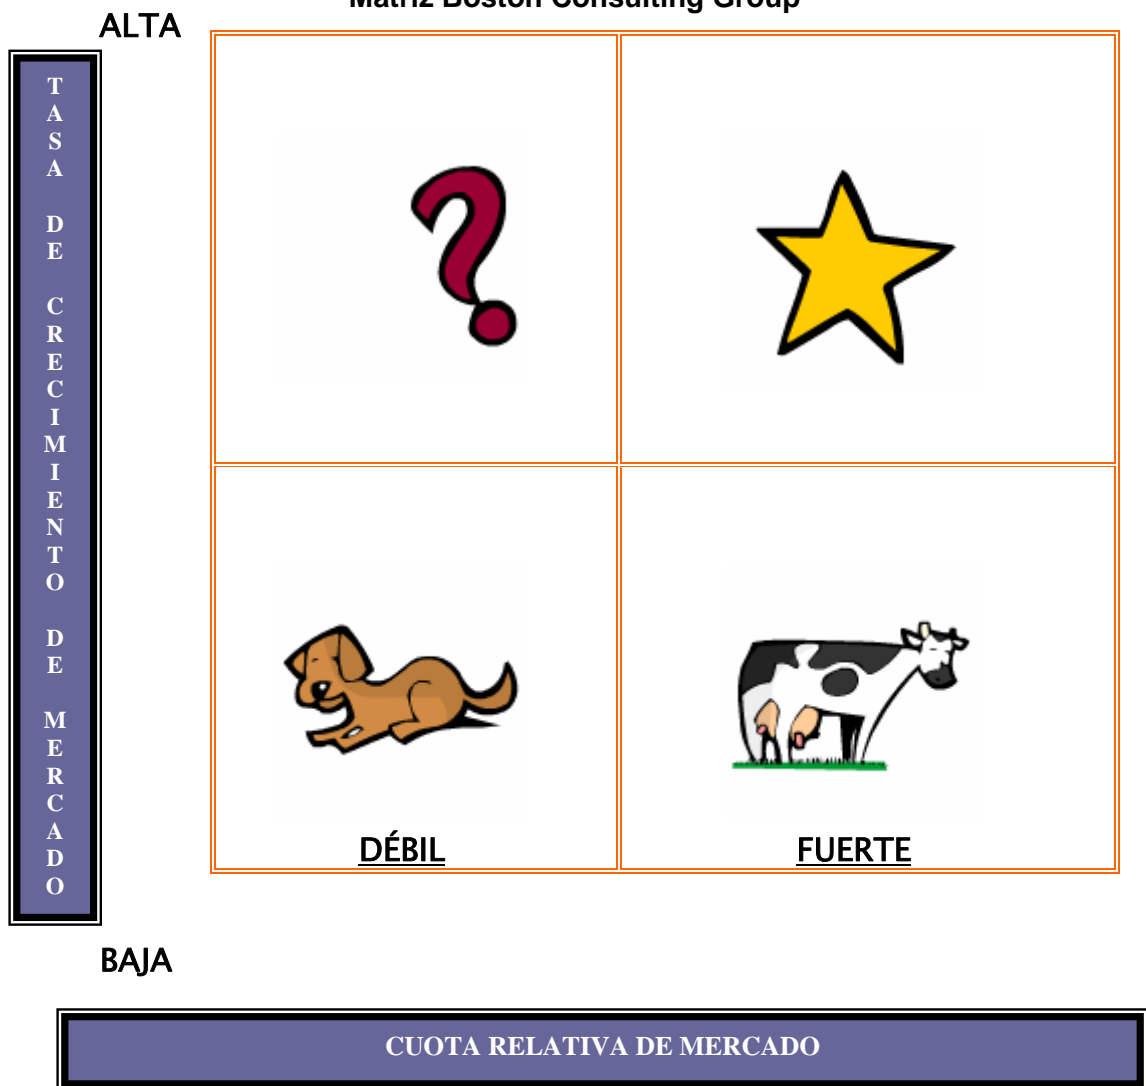 Matriz Boston Consulting Group
ALTA
TASA DE CRECIMIENTO DE MERCADO
DÉBIL
FUERTE
BAJA
CUOTA RELATIVA DE MERCADO